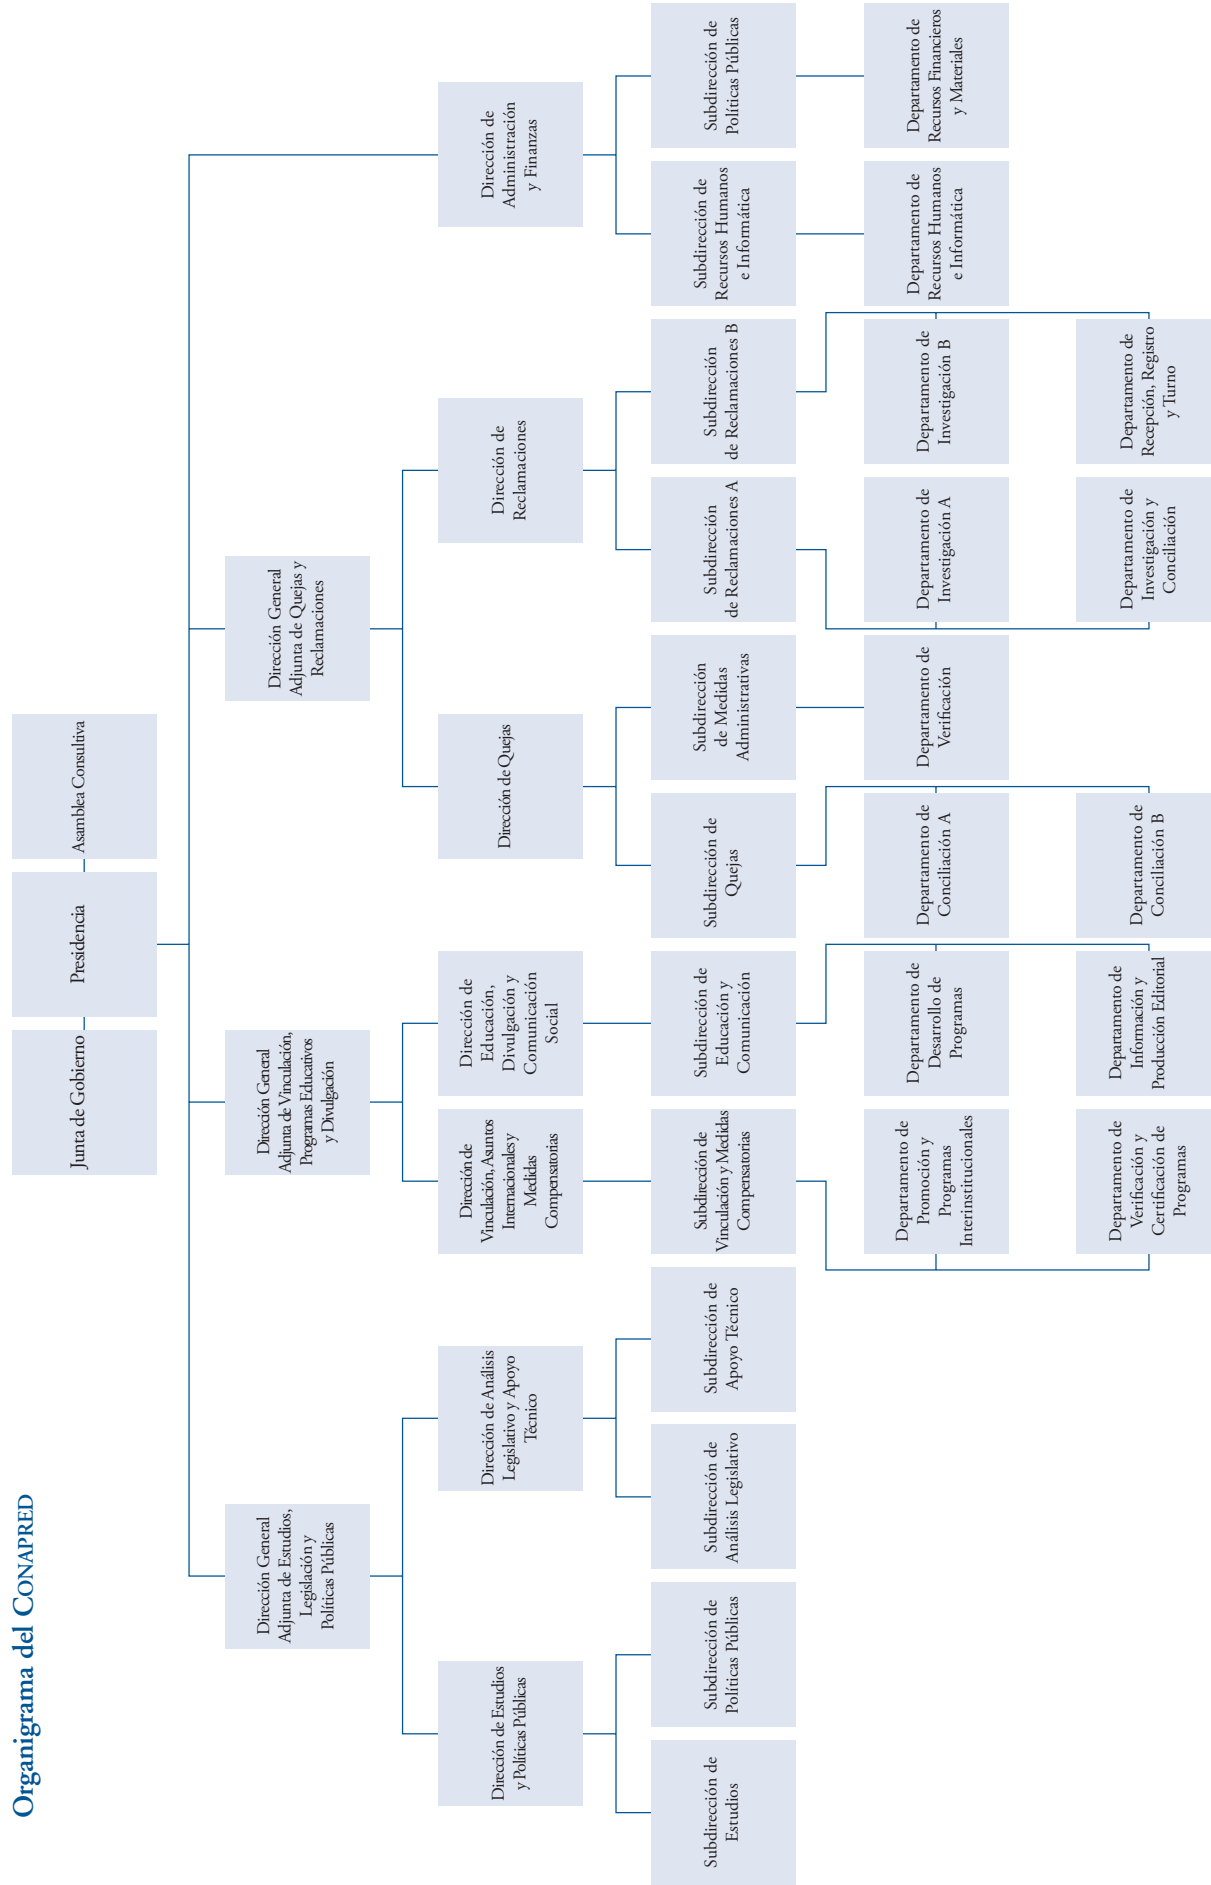 Organigrama del CONAPRED
Junta de Gobierno
Presidencia
Asamblea Consultiva
Dirección General
Adjunta de Estudios,
Legislación y
Políticas Públicas
Dirección General
Adjunta de Vinculación,
Programas Educativos
y Divulgación
Dirección General
Adjunta de Quejas y
Reclamaciones
Dirección de Estudios
y Políticas Públicas
Dirección de Análisis
Legislativo y Apoyo
Técnico
Dirección de
Vinculación, Asuntos
Internacionales y
Medidas
Compensatorias
Dirección de
Educación,
Divulgación y
Comunicación
Social
Dirección de Quejas
Dirección de
Reclamaciones
Dirección de
Administración
y Finanzas
Subdirección de
Estudios
Subdirección de
Políticas Públicas
Subdirección de
Análisis Legislativo
Subdirección de
Apoyo Técnico
Subdirección de
Vinculación y Medidas
Compensatorias
Subdirección de
Educación y
Comunicación
Subdirección de
Quejas
Subdirección
de Medidas
Administrativas
Subdirección
de Reclamaciones A
Subdirección
de Reclamaciones B
Subdirección de
Recursos Humanos
e Informática
Subdirección de
Políticas Públicas
Departamento de
Promoción y
Programas
Interinstitucionales
Departamento de
Desarrollo de
Programas
Departamento de
Conciliación A
Departamento de
Verificación
Departamento de
Investigación A
Departamento de
Investigación B
Departamento de
Recursos Humanos
e Informática
Departamento de
Recursos Financieros
y Materiales
Departamento de
Verificación y
Certificación de
Programas
Departamento de
Información y
Producción Editorial
Departamento de
Conciliación B
Departamento de
Investigación y
Conciliación
Departamento de
Recepción, Registro
y Turno